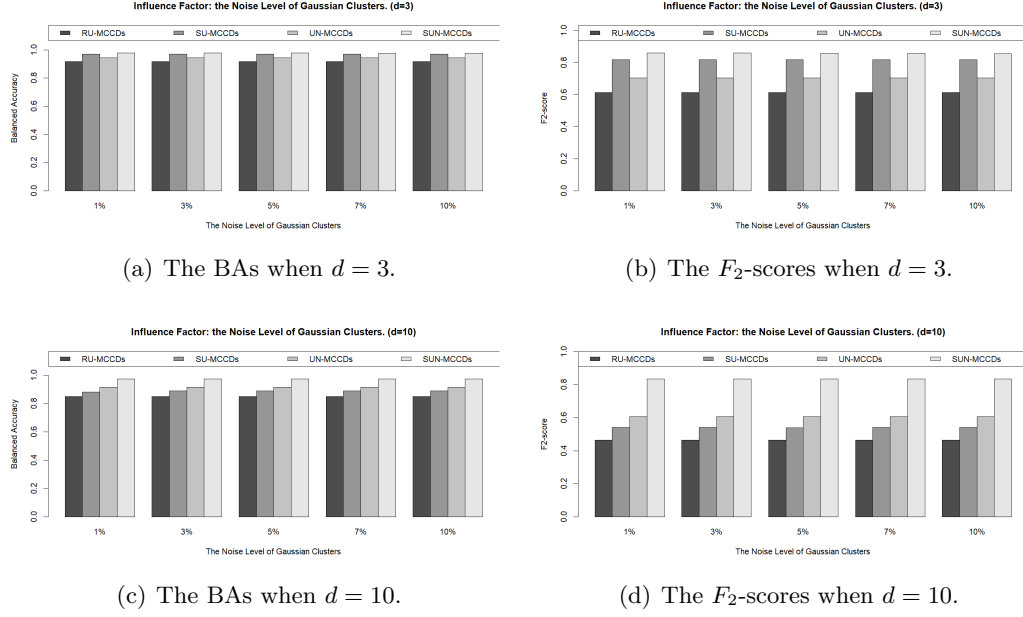 Influence Factor: the Noise Level of Gaussian Clusters. (d=3)
RU-MCCDs SU-MCCDs UN-MCCDs SUN-MCCDs
Balanced Accuracy
1.0
0.8
0.6
0.4
0.2
0.0
1% 3% 5% 7% 10%
The Noise Level of Gaussian Clusters
(a) The BAs when d = 3.
Influence Factor: the Noise Level of Gaussian Clusters. (d=3)
RU-MCCDs SU-MCCDs UN-MCCDs SUN-MCCDs
F2-score
1.0
0.8
0.6
0.4
0.2
0.0
1% 3% 5% 7% 10%
The Noise Level of Gaussian Clusters
(b) The F₂-scores when d = 3.
Influence Factor: the Noise Level of Gaussian Clusters. (d=10)
RU-MCCDs SU-MCCDs UN-MCCDs SUN-MCCDs
Balanced Accuracy
1.0
0.8
0.6
0.4
0.2
0.0
1% 3% 5% 7% 10%
The Noise Level of Gaussian Clusters
(c) The BAs when d = 10.
Influence Factor: the Noise Level of Gaussian Clusters. (d=10)
RU-MCCDs SU-MCCDs UN-MCCDs SUN-MCCDs
F2-score
1.0
0.8
0.6
0.4
0.2
0.0
1% 3% 5% 7% 10%
The Noise Level of Gaussian Clusters
(d) The F₂-scores when d = 10.